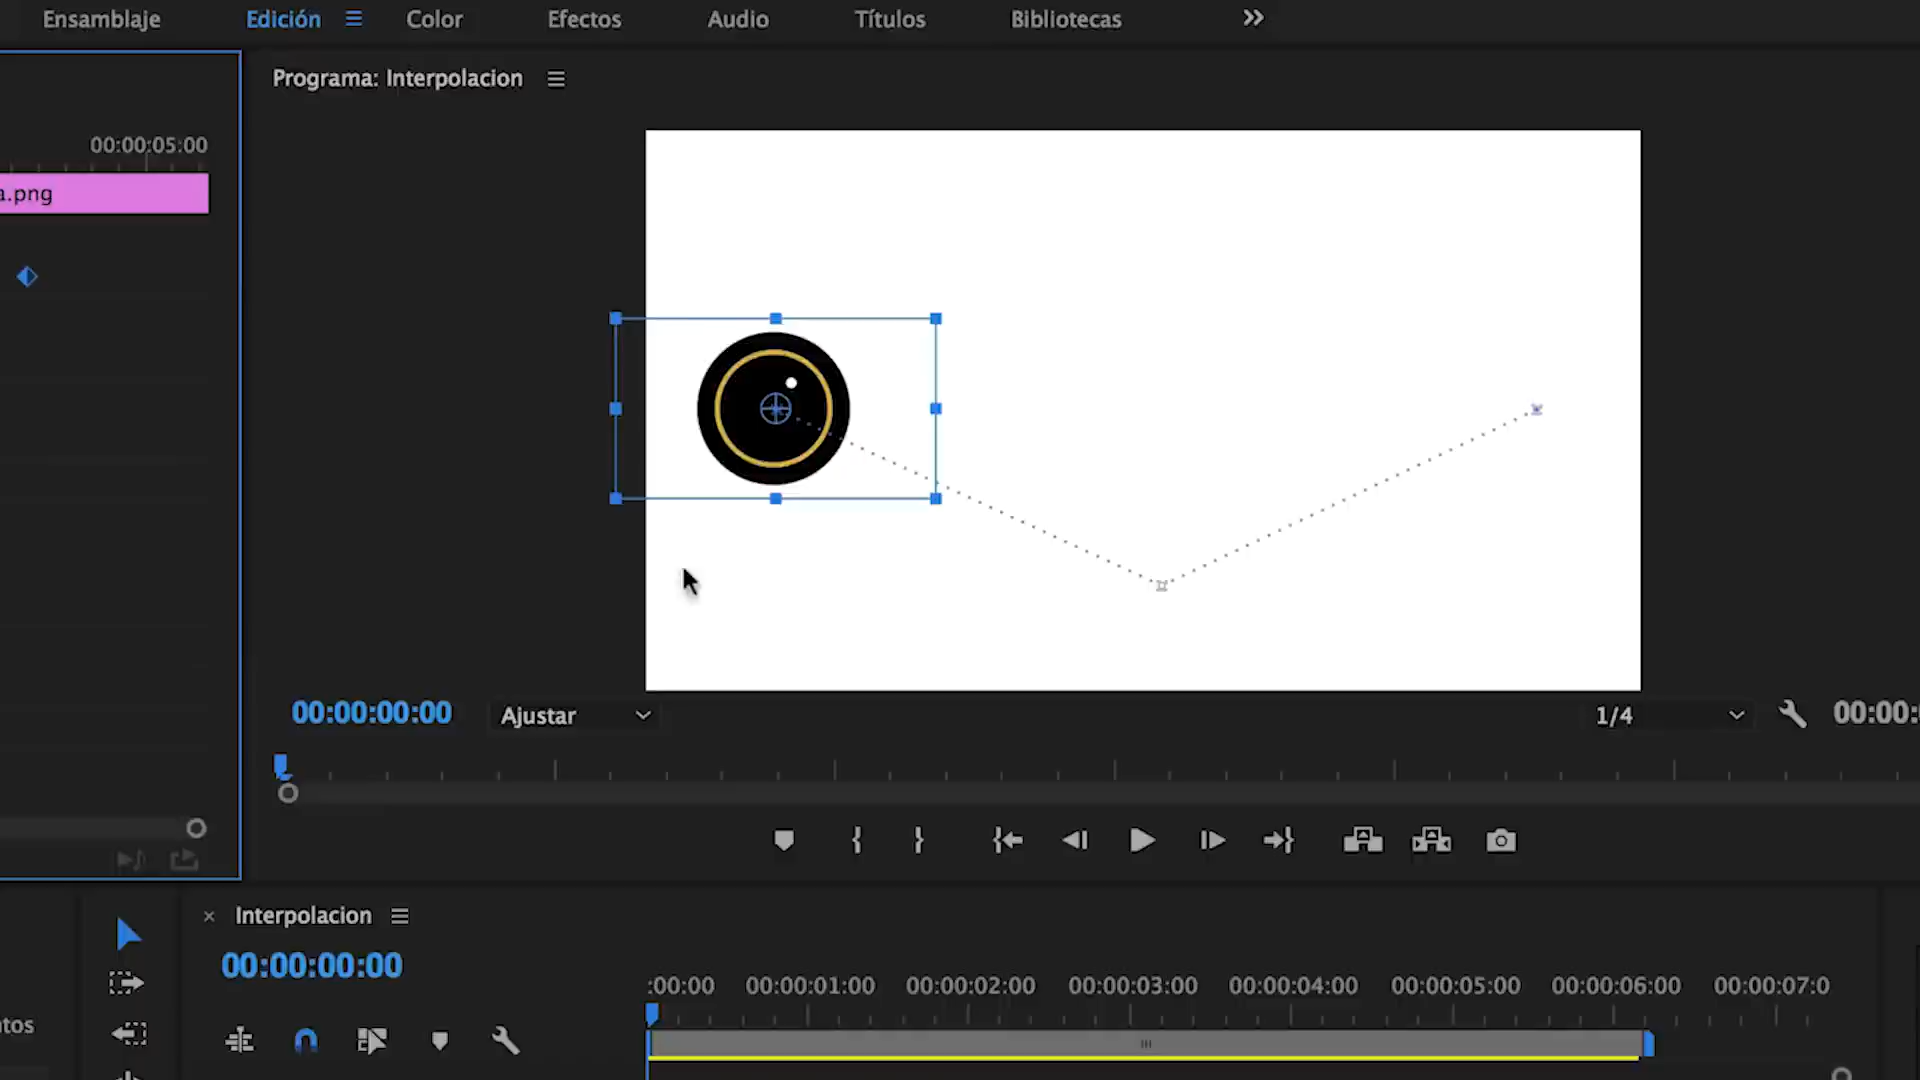 Ensamblaje
Edición
Color
Efectos
Audio
Títulos
Bibliotecas
Programa: Interpolacion
00:00:05:00
a.png
00:00:00:00
Ajustar
1/4
00:00:
Interpolacion
00:00:00:00
:00:00
00:00:01:00
00:00:02:00
00:00:03:00
00:00:04:00
00:00:05:00
00:00:06:00
00:00:07:0
tos